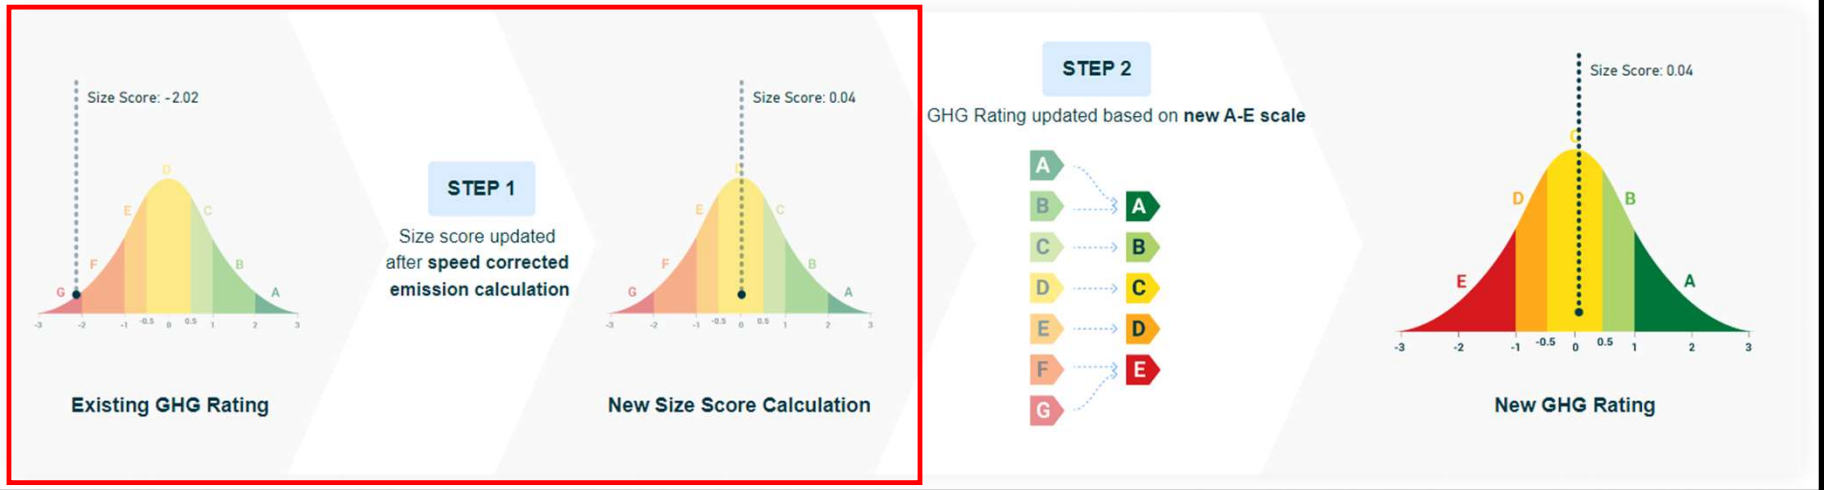 Size Score: -2.02
D
E
C
F
B
G
A
-3 -2 -1 -0.5 0 0.5 1 2 3
Existing GHG Rating
STEP 1
Size score updated
after speed corrected
emission calculation
Size Score: 0.04
D
E
C
F
B
G
A
-3 -2 -1 -0.5 0 0.5 1 2 3
New Size Score Calculation
STEP 2
GHG Rating updated based on new A-E scale
A
B A
C B
D C
E D
F E
G
Size Score: 0.04
C
D
B
E
A
-3 -2 -1 -0.5 0 0.5 1 2 3
New GHG Rating